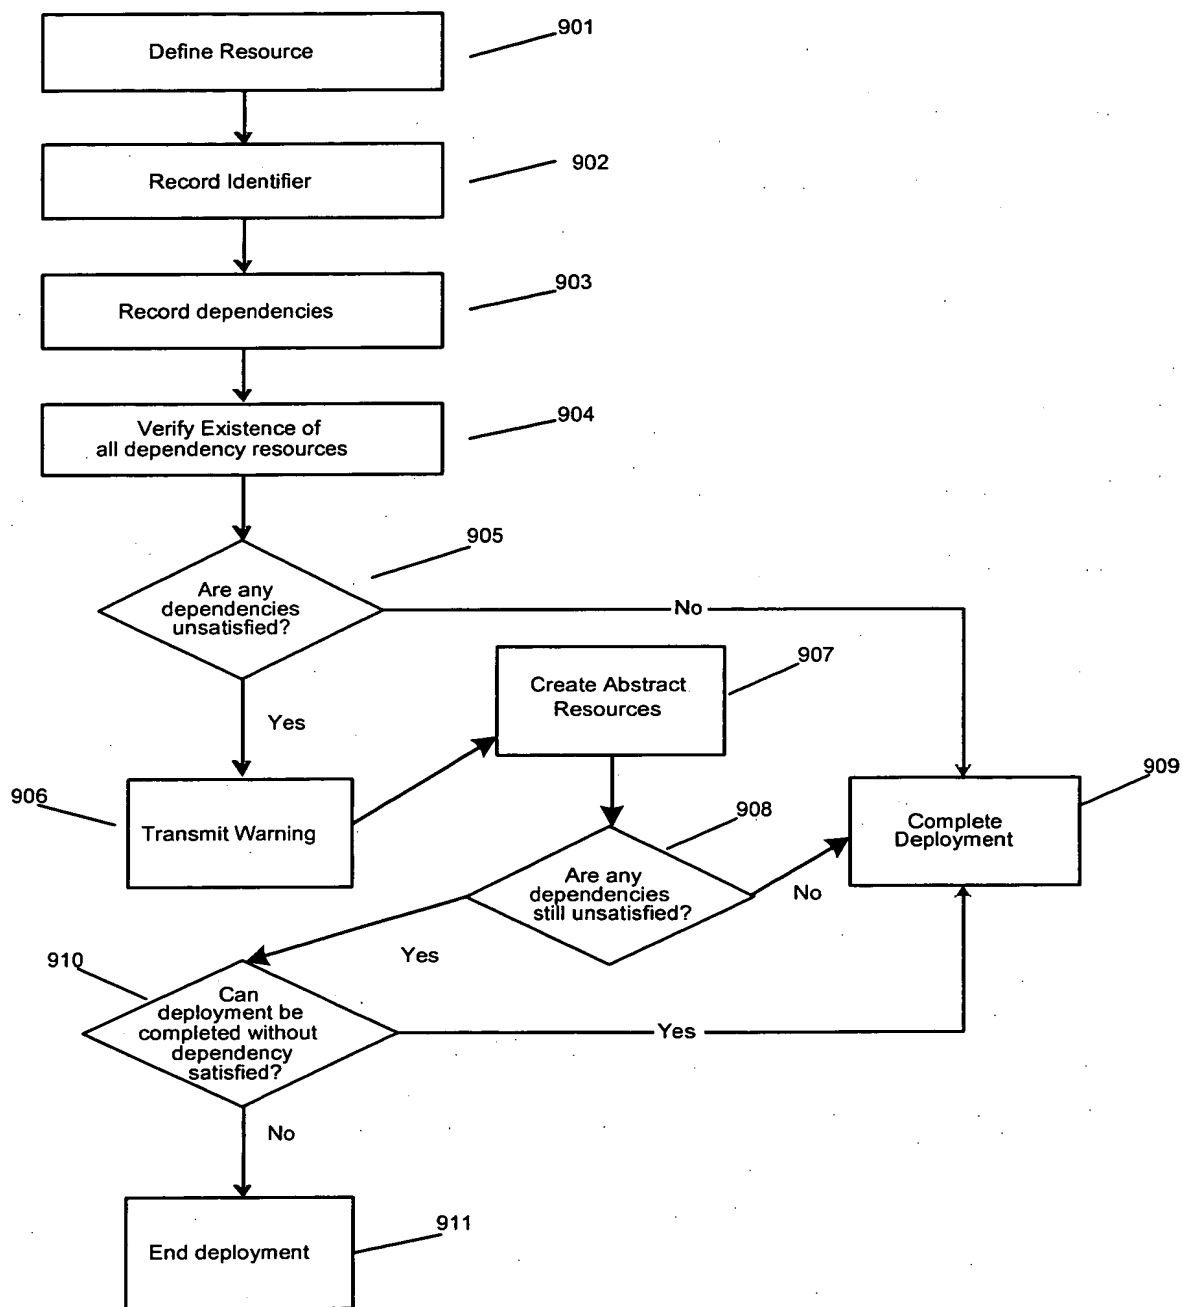 901
Define Resource
902
Record Identifier
903
Record dependencies
904
Verify Existence of
all dependency resources
905
Are any
dependencies
unsatisfied?
No
907
Create Abstract
Resources
Yes
906
Transmit Warning
908
909
Complete
Deployment
Are any
dependencies
still unsatisfied?
No
Yes
910
Can
deployment be
completed without
dependency
satisfied?
Yes
No
911
End deployment